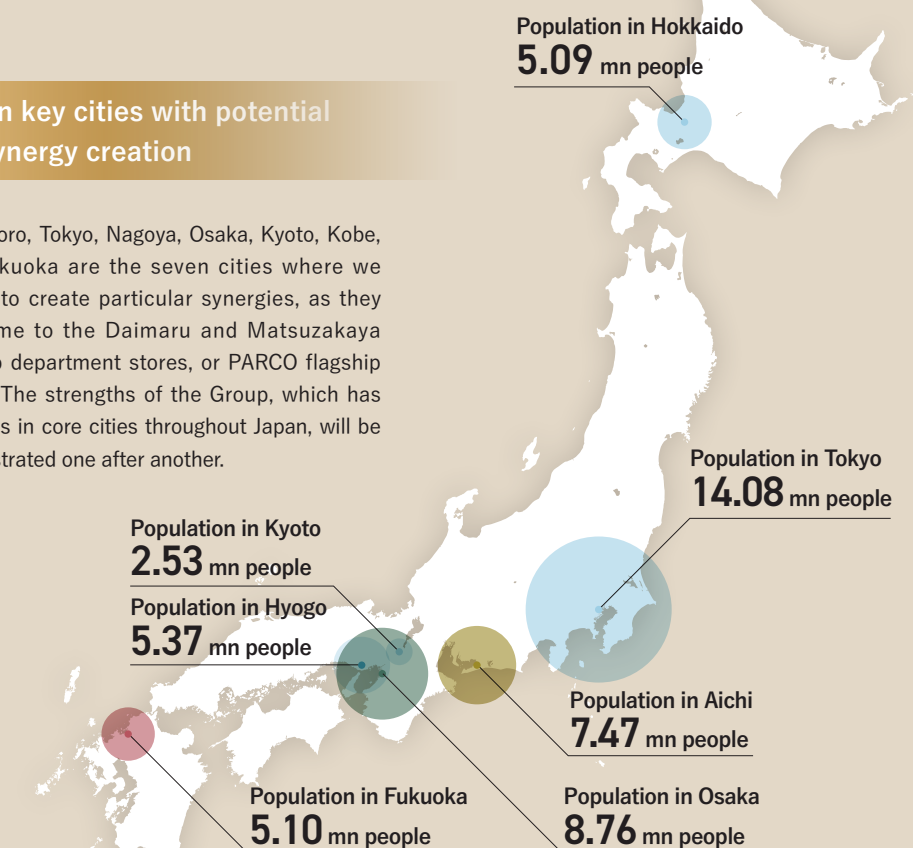 Population in Hokkaido
5.09 mn people
n key cities with potential
ynergy creation
oro, Tokyo, Nagoya, Osaka, Kyoto, Kobe,
kuoka are the seven cities where we
to create particular synergies, as they
me to the Daimaru and Matsuzakaya
o department stores, or PARCO flagship
The strengths of the Group, which has
s in core cities throughout Japan, will be
strated one after another.
Population in Tokyo
14.08 mn people
Population in Kyoto
2.53 mn people
Population in Hyogo
5.37 mn people
Population in Aichi
7.47 mn people
Population in Fukuoka
5.10 mn people
Population in Osaka
8.76 mn people